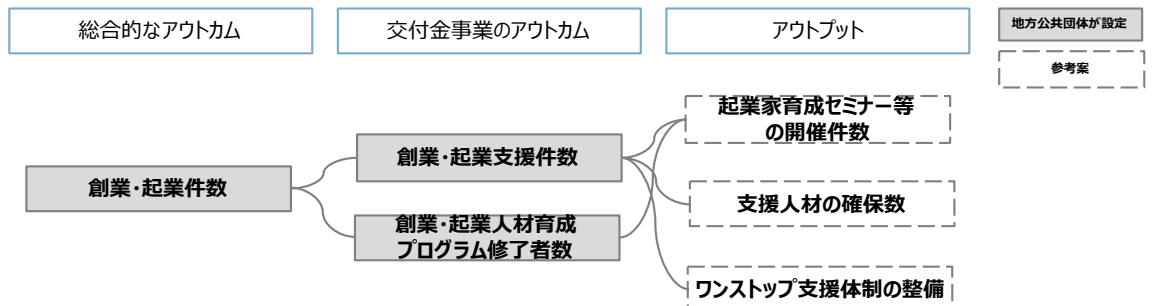 総合的なアウトカム
交付金事業のアウトカム
アウトプット
地方公共団体が設定
参考案
起業家育成セミナー等
の開催件数
創業・起業支援件数
創業・起業件数
支援人材の確保数
創業・起業人材育成
プログラム修了者数
ワンストップ支援体制の整備